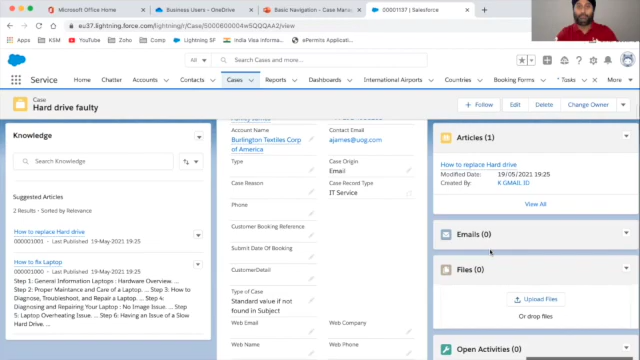 Microsoft Office Home
Business Users - OneDrive
Basic Navigation - Case Mana
00001137 | Salesforce
eu37.lightning.force.com/lightning/r/Case/5000600004w5QQQAA2/view
Apps
KSM
YouTube
Zoho
Comp
Lightning SF
India Visa Informat...
ePermits Applicati...
All
Search Cases and more...
Service
Home
Chatter
Accounts
Contacts
Cases
Reports
Dashboards
International Airports
Countries
Booking Forms
* Tasks
Case
Hard drive faulty
+ Follow
Edit
Delete
Change Owner
Knowledge
Search Knowledge
Suggested Articles
2 Results • Sorted by Relevance
How to replace Hard drive
000001001 • Last Published 19-May-2021 19:25
How to fix Laptop
000001000 • Last Published 19-May-2021 19:25
Step 1: General Information Laptops : Hardware Overview. ...
Step 2: Proper Maintance and Care of a Laptop. ... Step 3: How to
Diagnose, Troubleshoot, and Repair a Laptop. ... Step 4:
Diagnosing and Repairing Your Laptop : No Image Issue. ... Step
5: Laptop Overheating Issue. ... Step 6: Having an Issue of a Slow
Hard Drive. ...
Account Name
Burlington Textiles Corp
of America
Contact Email
ajames@uog.com
Type
Case Origin
Email
Case Reason
Case Record Type
IT Service
Phone
Customer Booking Reference
Submit Date Of Booking
CustomerDetail
Type of Case
Standard value if not
found in Subject
Web Email
Web Company
Web Name
Web Phone
Articles (1)
How to replace Hard drive
Modified Date: 19/05/2021 19:25
Created By: K GMAIL ID
View All
Emails (0)
Files (0)
Upload Files
Or drop files
Open Activities (0)